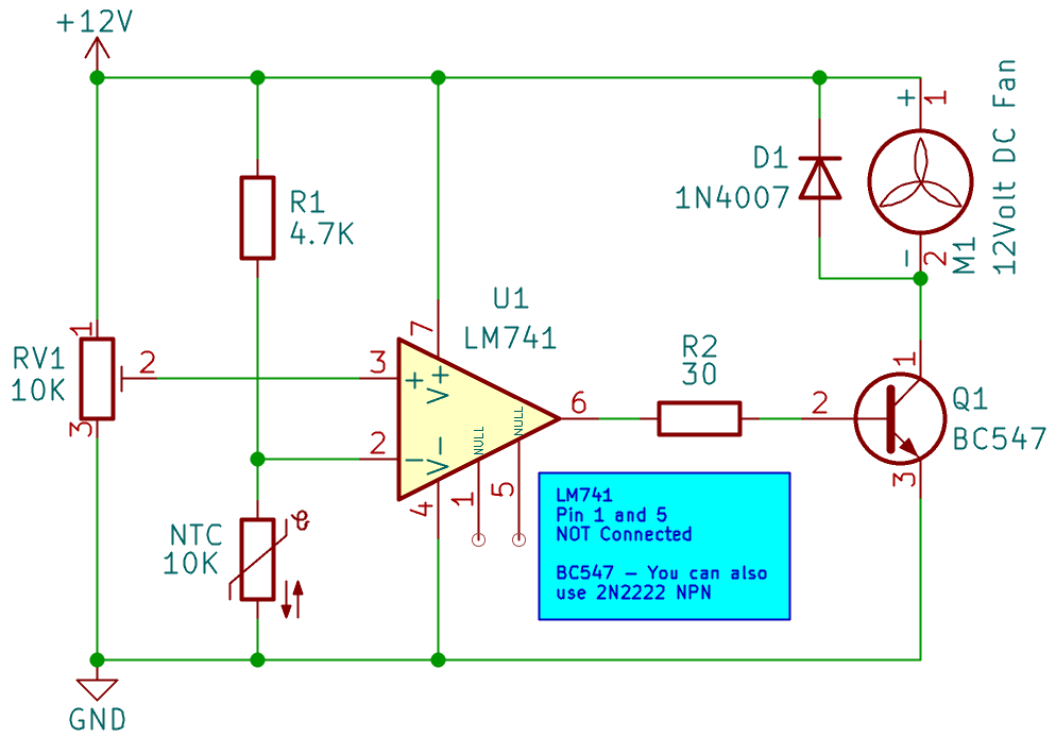 +12V
+
1
12Volt DC Fan
M1
2
−
D1
1N4007
R1
4.7K
U1
LM741
7
1
RV1
10K
2
3
3
+
V+
NULL
NULL
6
R2
30
2
1
Q1
BC547
3
2
−
V−
4
1
5
NTC
10K
ϑ
LM741
Pin 1 and 5
NOT Connected
BC547 – You can also
use 2N2222 NPN
GND